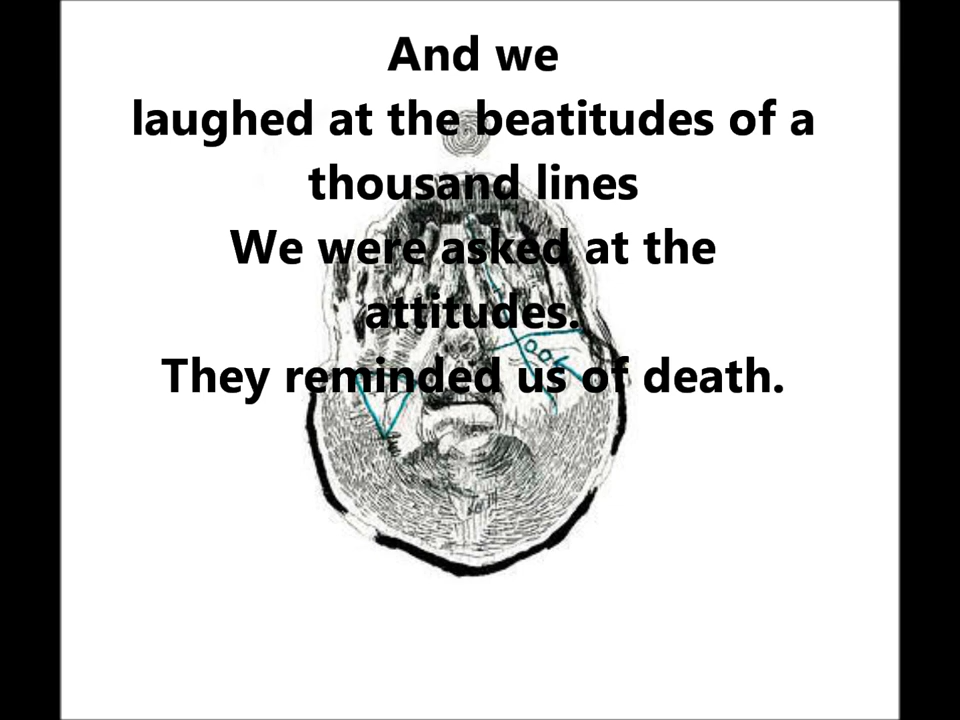 And we
laughed at the beatitudes of a
thousand lines
We were asked at the
attitudes.
They reminded us of death.